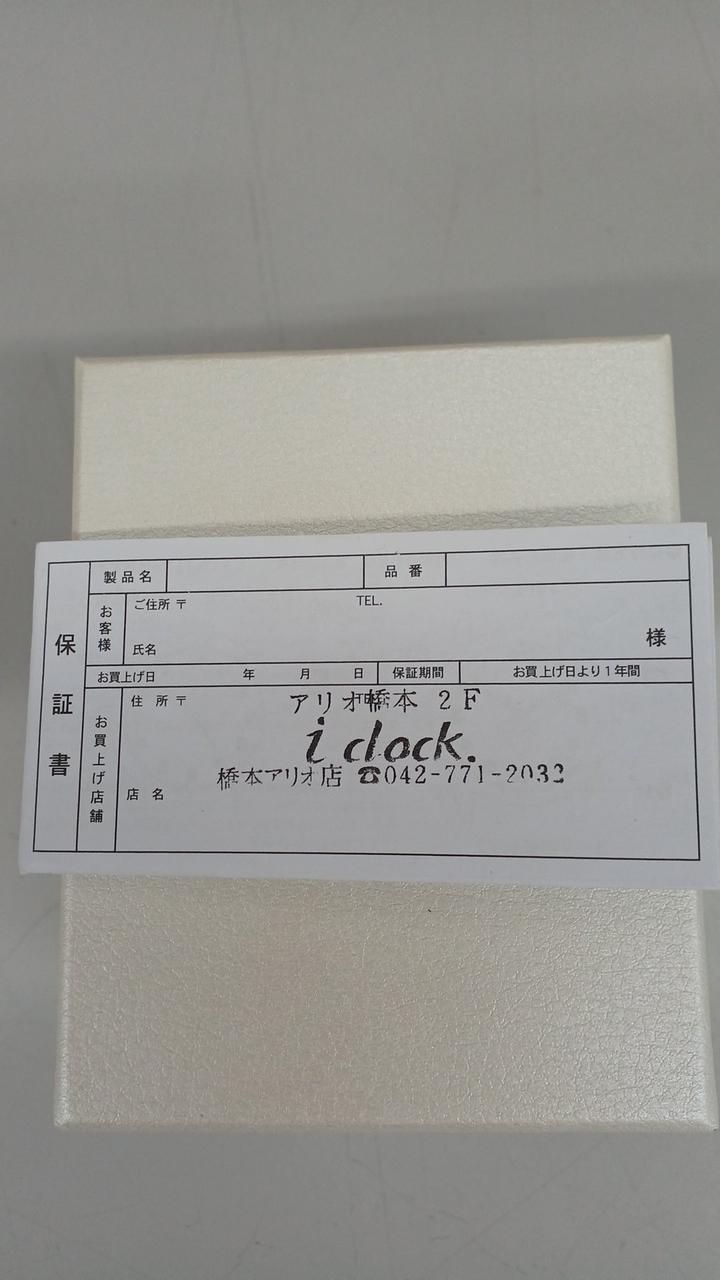 保証書
製品名 品番
お客様 ご住所 〒 TEL.
氏名 様
お買上げ日 年 月 日 保証期間 お買上げ日より1年間
お買上げ店舗
住所 〒
アリオ橋本 2F
i clock.
橋本アリオ店 ☎042-771-2032
店名